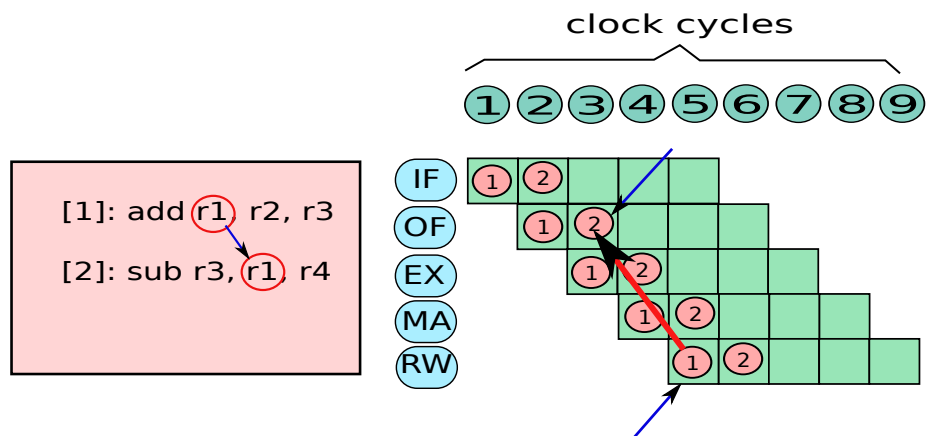 clock cycles
1 2 3 4 5 6 7 8 9
[1]: add r1, r2, r3
[2]: sub r3, r1, r4
IF 1 2
OF 1 2
EX 1 2
MA 1 2
RW 1 2